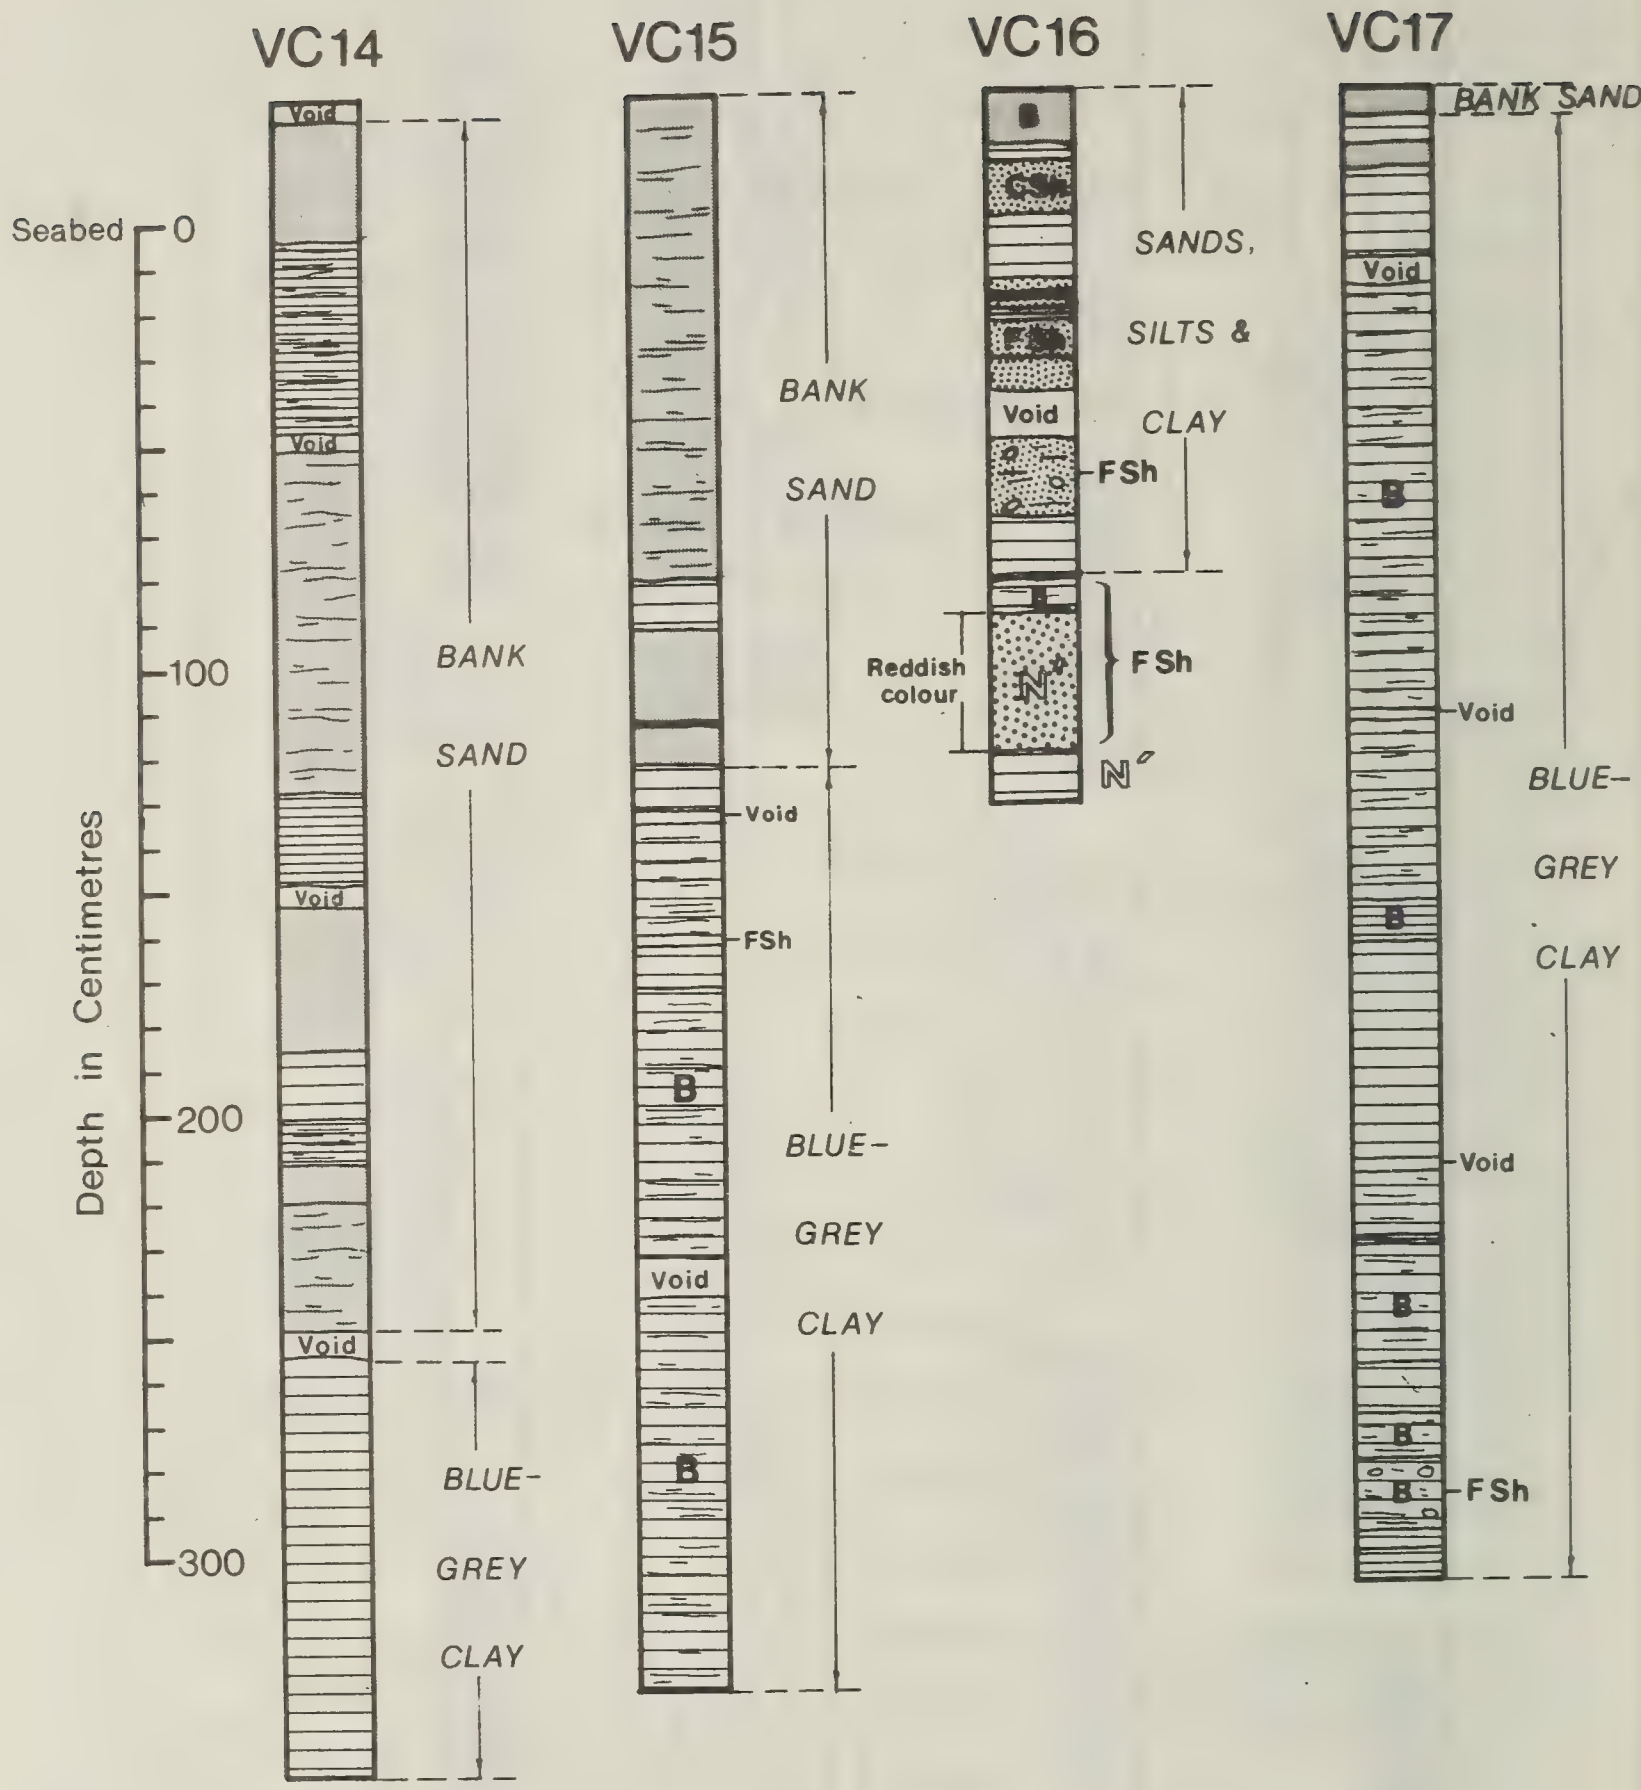 VC14
VC15
VC16
VC17
Seabed
0
100
200
300
Depth in Centimetres
Void
Void
Void
Void
BANK
SAND
BLUE-
GREY
CLAY
BANK
SAND
Void
FSh
B
Void
B
BLUE-
GREY
CLAY
Void
FSh
L
N
Reddish
colour
FSh
N
SANDS,
SILTS &
CLAY
BANK SAND
Void
B
Void
B
Void
B
B
B
FSh
BLUE-
GREY
CLAY